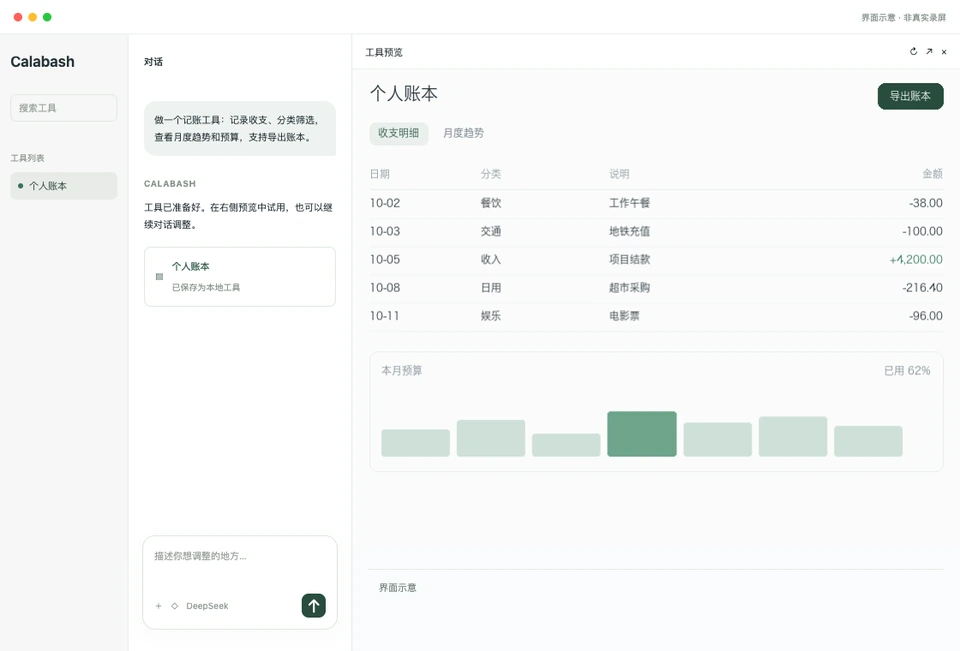 界面示意 · 非真实录屏
Calabash
搜索工具
工具列表
个人账本
对话
做一个记账工具：记录收支、分类筛选，
查看月度趋势和预算，支持导出账本。
CALABASH
工具已准备好。在右侧预览中试用，也可以继
续对话调整。
个人账本
已保存为本地工具
描述你想调整的地方...
DeepSeek
工具预览
个人账本
导出账本
收支明细 月度趋势
日期 分类 说明 金额
10-02 餐饮 工作午餐 -38.00
10-03 交通 地铁充值 -100.00
10-05 收入 项目结款 +4,200.00
10-08 日用 超市采购 -216.40
10-11 娱乐 电影票 -96.00
本月预算 已用 62%
界面示意